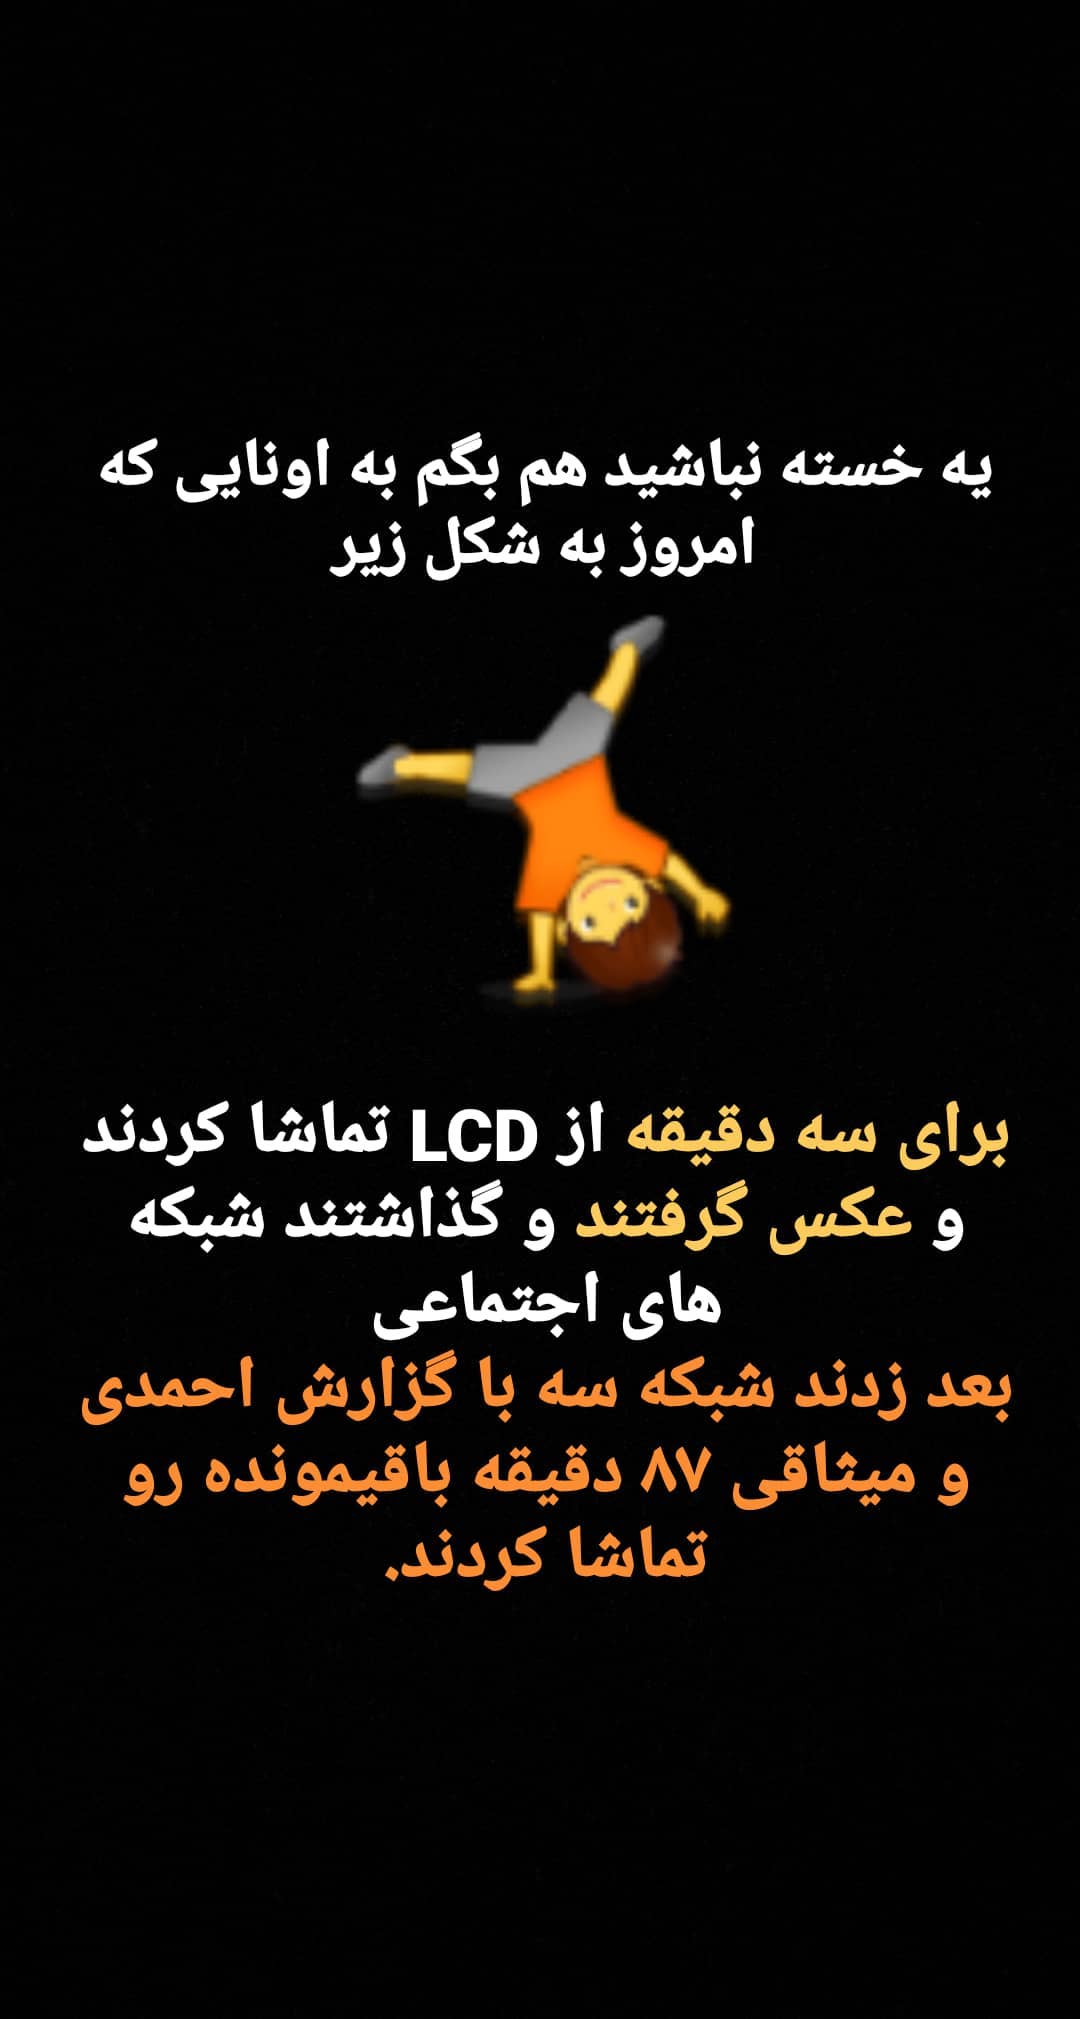 یه خسته نباشید هم بگم به اونایی که
امروز به شکل زیر
برای سه دقیقه از LCD تماشا کردند
و عکس گرفتند و گذاشتند شبکه
های اجتماعی
بعد زدند شبکه سه با گزارش احمدی
و میثاقی ۸۷ دقیقه باقیمونده رو
تماشا کردند.